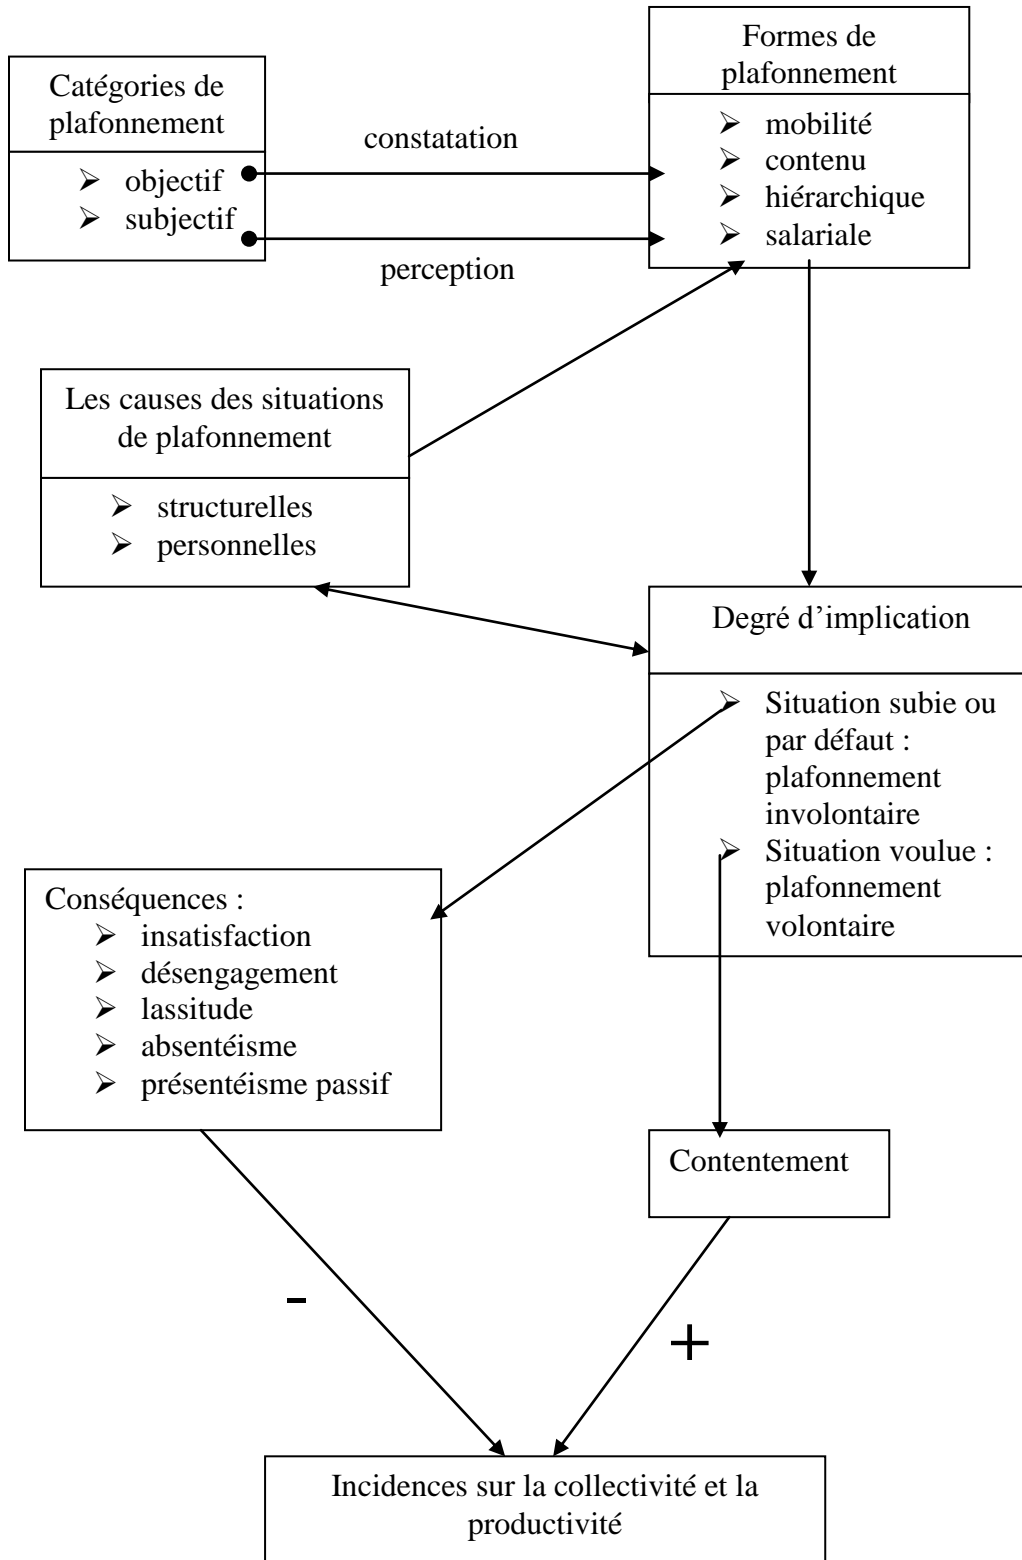 Catégories de
plafonnement
➢ objectif
➢ subjectif
constatation
perception
Formes de
plafonnement
➢ mobilité
➢ contenu
➢ hiérarchique
➢ salariale
Les causes des situations
de plafonnement
➢ structurelles
➢ personnelles
Degré d’implication
➢ Situation subie ou
par défaut :
plafonnement
involontaire
➢ Situation voulue :
plafonnement
volontaire
Conséquences :
➢ insatisfaction
➢ désengagement
➢ lassitude
➢ absentéisme
➢ présentéisme passif
Contentement
-
+
Incidences sur la collectivité et la
productivité